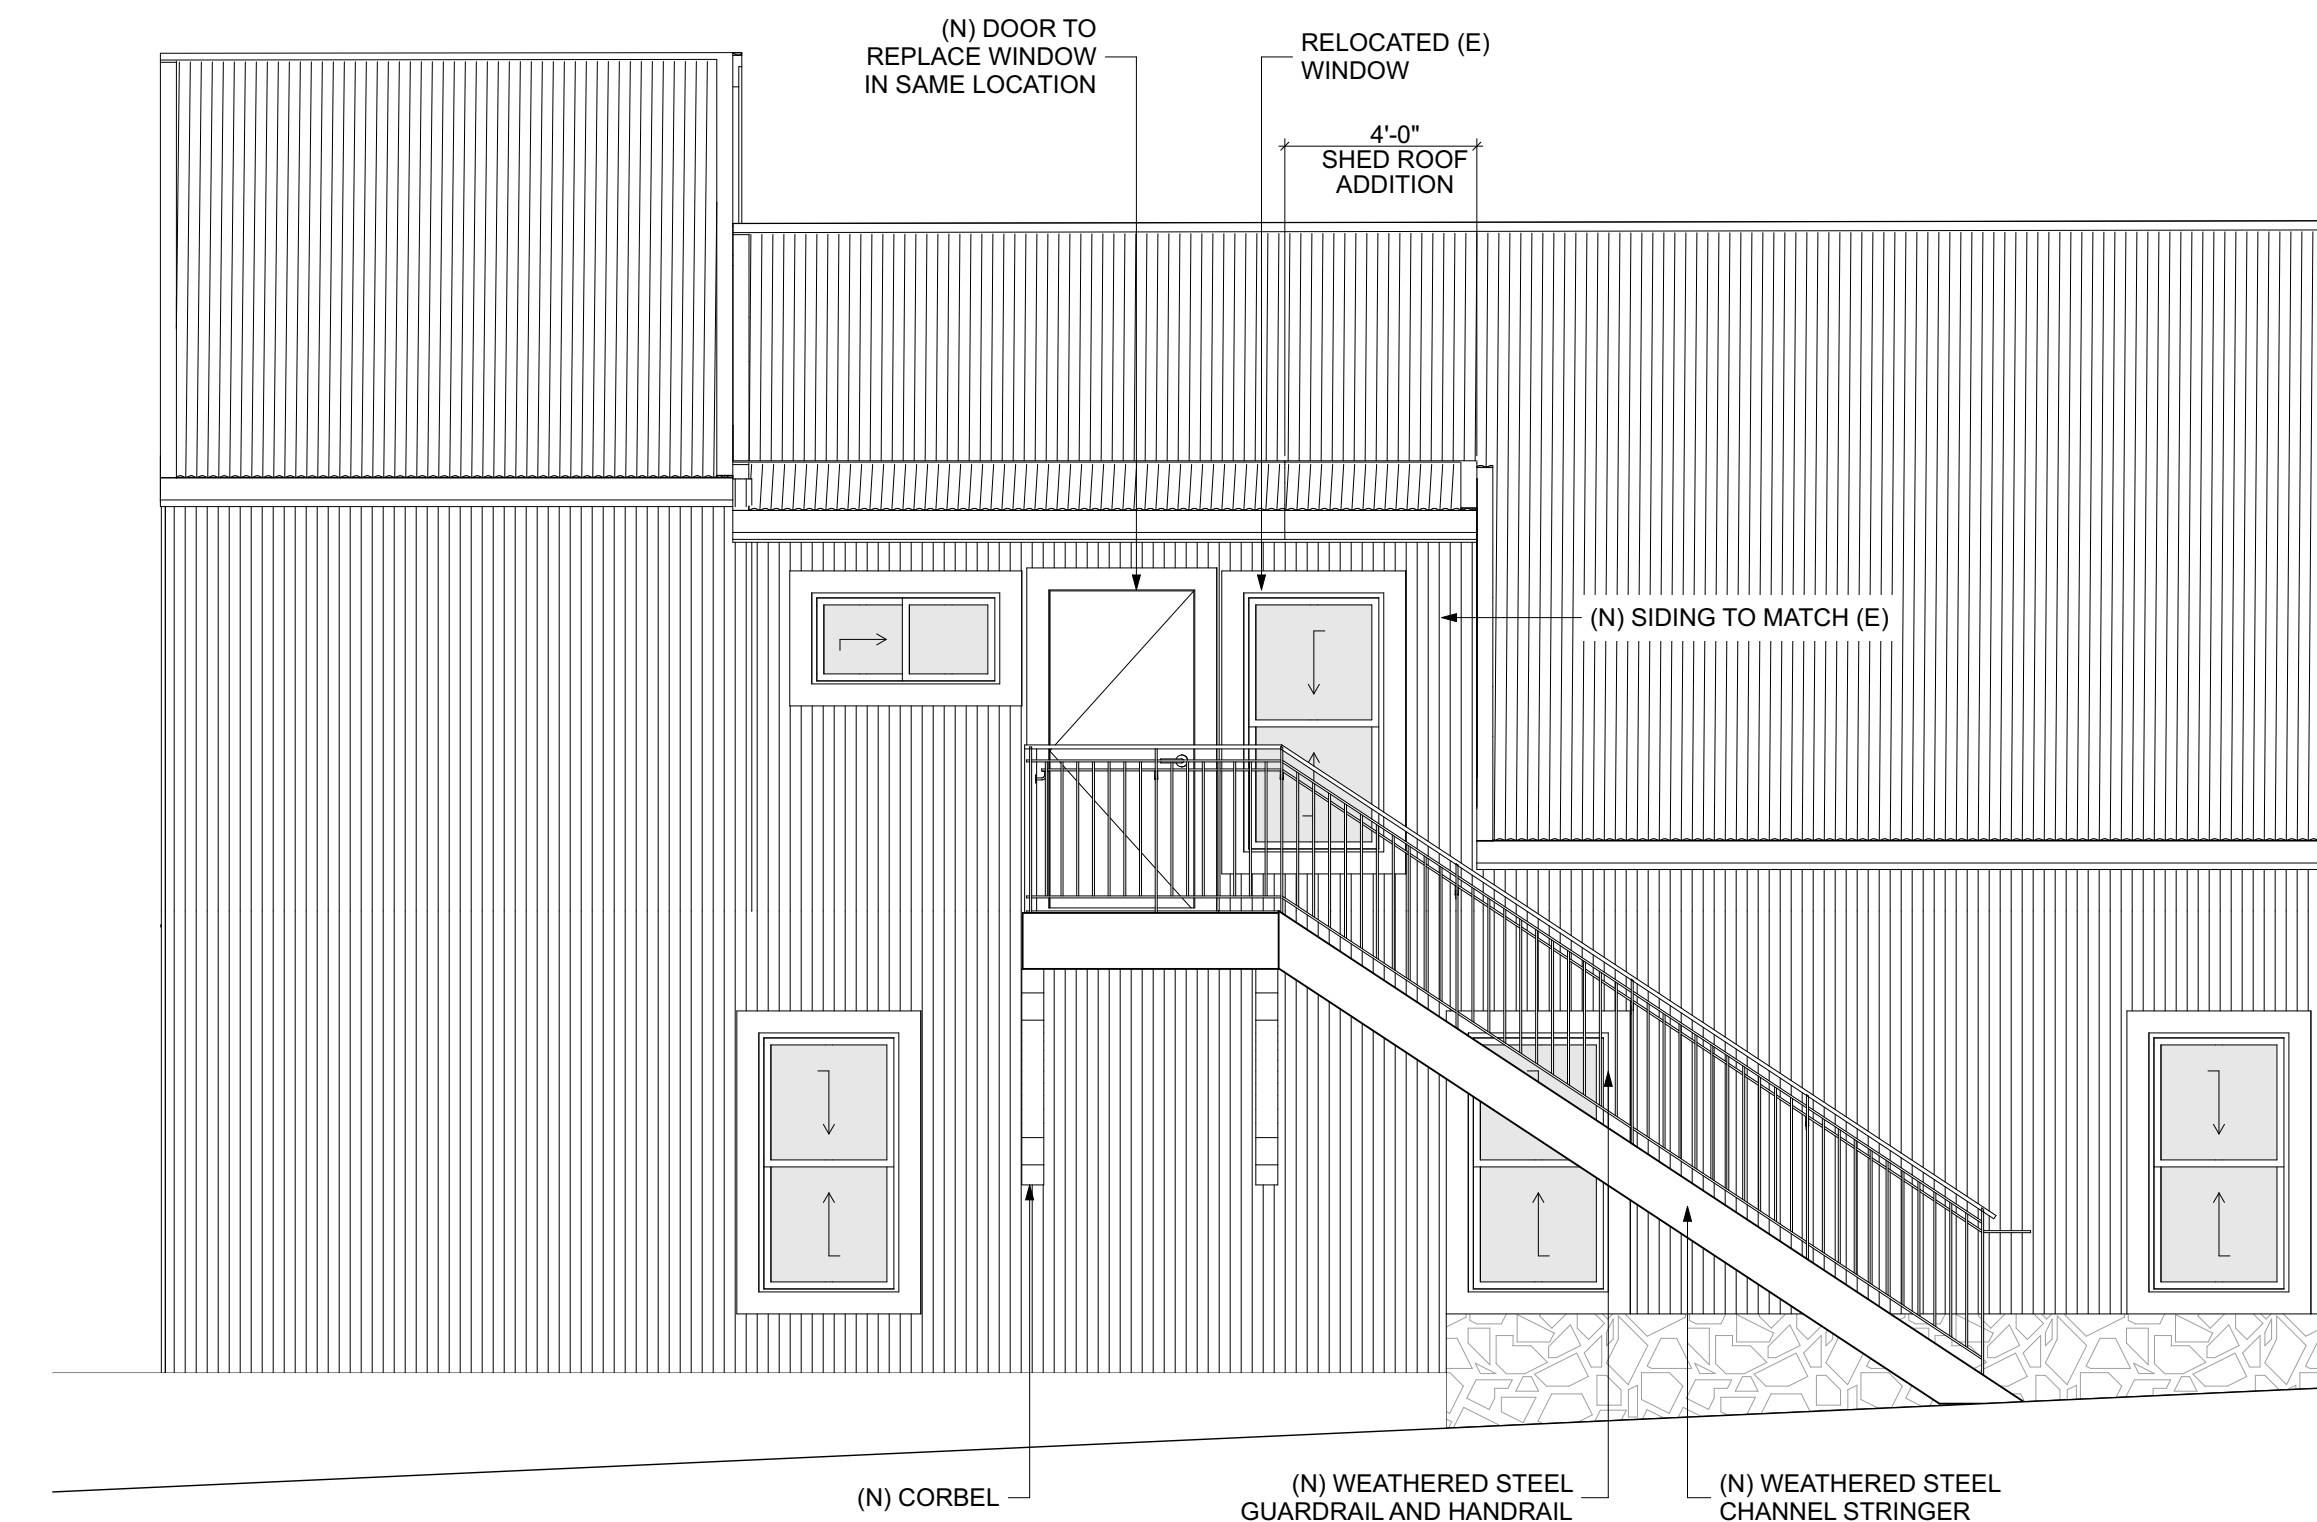 (N) DOOR TO
REPLACE WINDOW
IN SAME LOCATION
RELOCATED (E)
WINDOW
4'-0"
SHED ROOF
ADDITION
(N) SIDING TO MATCH (E)
(N) CORBEL
(N) WEATHERED STEEL
GUARDRAIL AND HANDRAIL
(N) WEATHERED STEEL
CHANNEL STRINGER